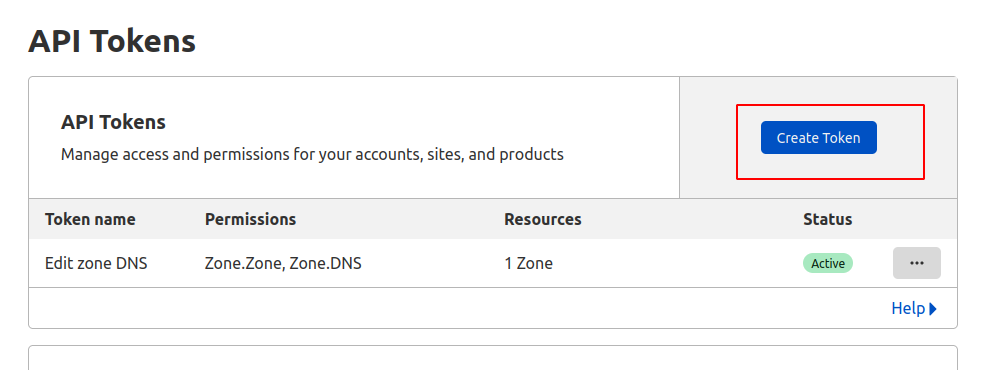 API Tokens
API Tokens
Manage access and permissions for your accounts, sites, and products
Create Token
Token name Permissions Resources Status
Edit zone DNS Zone.Zone, Zone.DNS 1 Zone Active ...
Help